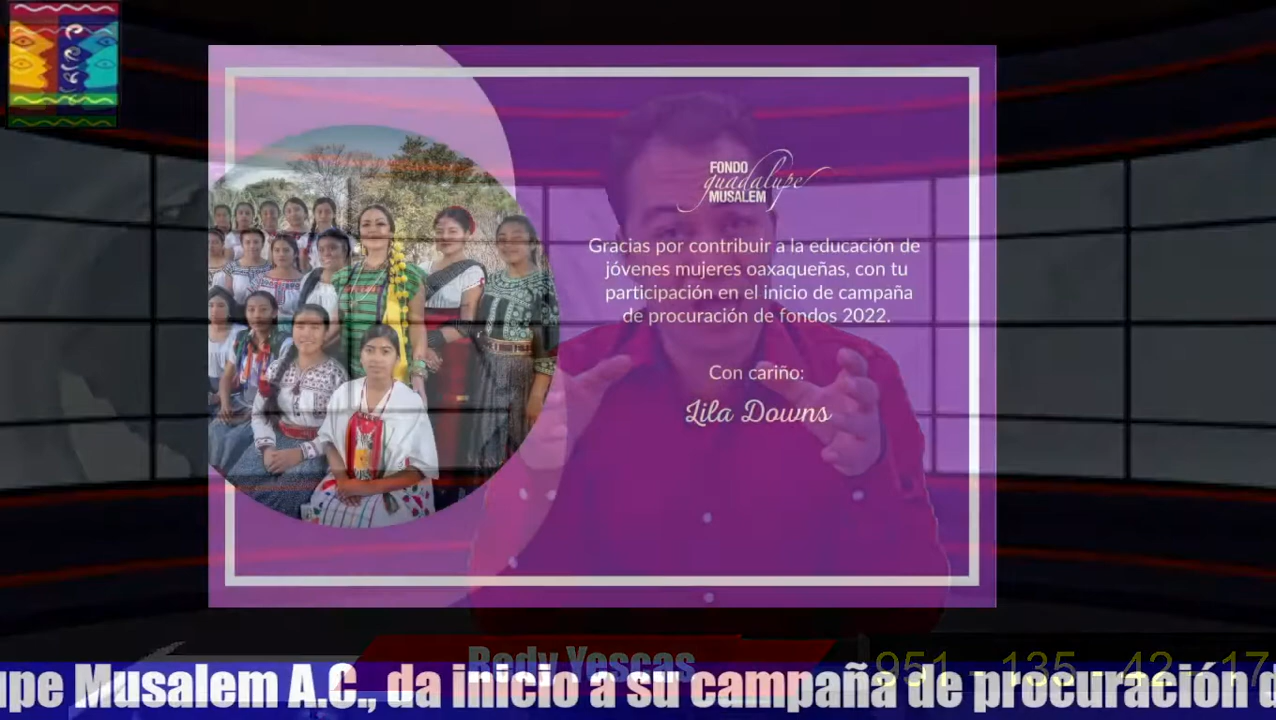 FONDO
guadalupe
MUSALEM
Gracias por contribuir a la educación de
jóvenes mujeres oaxaqueñas, con tu
participación en el inicio de campaña
de procuración de fondos 2022.
Con cariño:
Lila Downs
Redy Yescas
951 - 135 - 42 - 17
upe Musalem A.C., da inicio a su campaña de procuración d